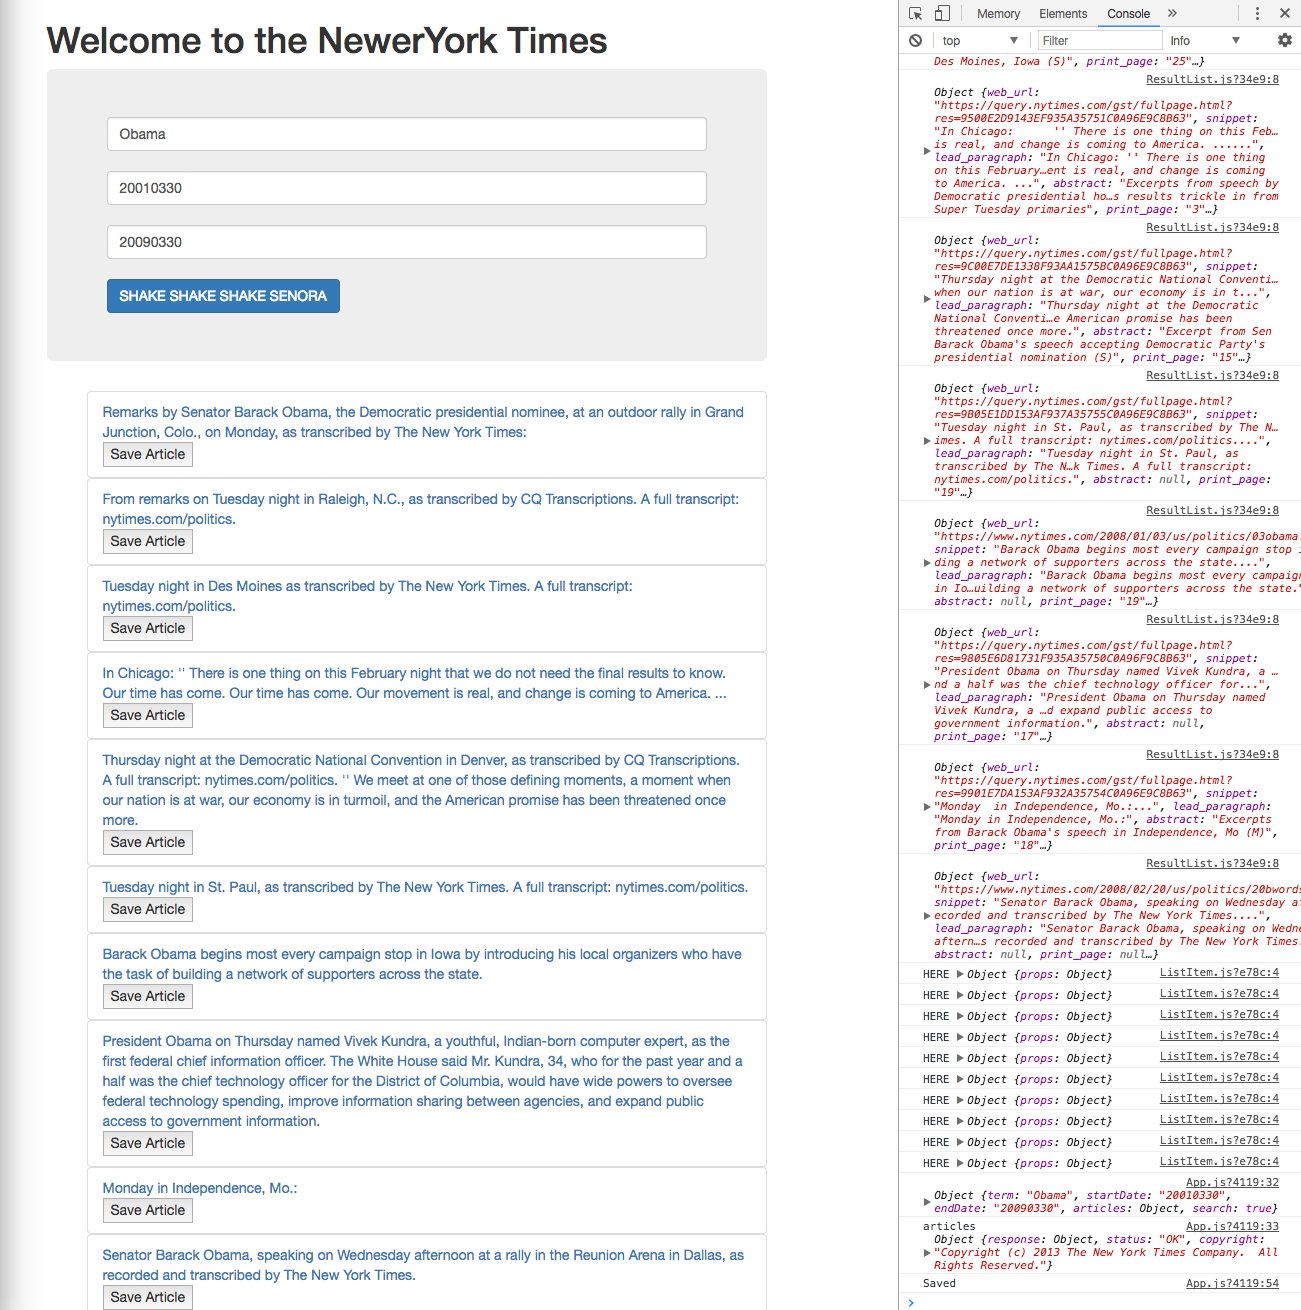 Welcome to the NewerYork Times
Obama
20010330
20090330
SHAKE SHAKE SHAKE SENORA
Remarks by Senator Barack Obama, the Democratic presidential nominee, at an outdoor rally in Grand
Junction, Colo., on Monday, as transcribed by The New York Times:
Save Article
From remarks on Tuesday night in Raleigh, N.C., as transcribed by CQ Transcriptions. A full transcript:
nytimes.com/politics.
Save Article
Tuesday night in Des Moines as transcribed by The New York Times. A full transcript:
nytimes.com/politics.
Save Article
In Chicago: '' There is one thing on this February night that we do not need the final results to know.
Our time has come. Our time has come. Our movement is real, and change is coming to America. ...
Save Article
Thursday night at the Democratic National Convention in Denver, as transcribed by CQ Transcriptions.
A full transcript: nytimes.com/politics. '' We meet at one of those defining moments, a moment when
our nation is at war, our economy is in turmoil, and the American promise has been threatened once
more.
Save Article
Tuesday night in St. Paul, as transcribed by The New York Times. A full transcript: nytimes.com/politics.
Save Article
Barack Obama begins most every campaign stop in Iowa by introducing his local organizers who have
the task of building a network of supporters across the state.
Save Article
President Obama on Thursday named Vivek Kundra, a youthful, Indian-born computer expert, as the
first federal chief information officer. The White House said Mr. Kundra, 34, who for the past year and a
half was the chief technology officer for the District of Columbia, would have wide powers to oversee
federal technology spending, improve information sharing between agencies, and expand public
access to government information.
Save Article
Monday in Independence, Mo.:
Save Article
Senator Barack Obama, speaking on Wednesday afternoon at a rally in the Reunion Arena in Dallas, as
recorded and transcribed by The New York Times.
Save Article
Memory Elements Console »
top Filter Info
Des Moines, Iowa (S)", print_page: "25"…}
ResultList.js?34e9:8
Object {web_url:
"https://query.nytimes.com/gst/fullpage.html?
res=9500E2D9143EF935A35751C0A96E9C8B63", snippet:
"In Chicago: '' There is one thing on this Feb…
is real, and change is coming to America. ......",
lead_paragraph: "In Chicago: '' There is one thing
on this February…ent is real, and change is coming
to America. ...", abstract: "Excerpts from speech by
Democratic presidential ho…s results trickle in from
Super Tuesday primaries", print_page: "3"…}
ResultList.js?34e9:8
Object {web_url:
"https://query.nytimes.com/gst/fullpage.html?
res=9C00E7DE1338F93AA1575BC0A96E9C8B63", snippet:
"Thursday night at the Democratic National Conventi…
when our nation is at war, our economy is in t...",
lead_paragraph: "Thursday night at the Democratic
National Conventi…e American promise has been
threatened once more.", abstract: "Excerpt from Sen
Barack Obama's speech accepting Democratic Party's
presidential nomination (S)", print_page: "15"…}
ResultList.js?34e9:8
Object {web_url:
"https://query.nytimes.com/gst/fullpage.html?
res=9B05E1DD153AF937A35755C0A96E9C8B63", snippet:
"Tuesday night in St. Paul, as transcribed by The N…
imes. A full transcript: nytimes.com/politics....",
lead_paragraph: "Tuesday night in St. Paul, as
transcribed by The N…k Times. A full transcript:
nytimes.com/politics.", abstract: null, print_page:
"19"…}
ResultList.js?34e9:8
Object {web_url:
"https://www.nytimes.com/2008/01/03/us/politics/03obama
snippet: "Barack Obama begins most every campaign stop
ding a network of supporters across the state....",
lead_paragraph: "Barack Obama begins most every campaign
in Io…uilding a network of supporters across the state."
abstract: null, print_page: "19"…}
ResultList.js?34e9:8
Object {web_url:
"https://query.nytimes.com/gst/fullpage.html?
res=9805E6D81731F935A35750C0A96F9C8B63", snippet:
"President Obama on Thursday named Vivek Kundra, a …
nd a half was the chief technology officer for...",
lead_paragraph: "President Obama on Thursday named
Vivek Kundra, a …d expand public access to
government information.", abstract: null,
print_page: "17"…}
ResultList.js?34e9:8
Object {web_url:
"https://query.nytimes.com/gst/fullpage.html?
res=9901E7DA153AF932A35754C0A96E9C8B63", snippet:
"Monday in Independence, Mo.:...", lead_paragraph:
"Monday in Independence, Mo.:", abstract: "Excerpts
from Barack Obama's speech in Independence, Mo (M)",
print_page: "18"…}
ResultList.js?34e9:8
Object {web_url:
"https://www.nytimes.com/2008/02/20/us/politics/20bwords
snippet: "Senator Barack Obama, speaking on Wednesday af
ecorded and transcribed by The New York Times....",
lead_paragraph: "Senator Barack Obama, speaking on Wedne
aftern…s recorded and transcribed by The New York Times.
abstract: null, print_page: null…}
HERE Object {props: Object} ListItem.js?e78c:4
HERE Object {props: Object} ListItem.js?e78c:4
HERE Object {props: Object} ListItem.js?e78c:4
HERE Object {props: Object} ListItem.js?e78c:4
HERE Object {props: Object} ListItem.js?e78c:4
HERE Object {props: Object} ListItem.js?e78c:4
HERE Object {props: Object} ListItem.js?e78c:4
HERE Object {props: Object} ListItem.js?e78c:4
HERE Object {props: Object} ListItem.js?e78c:4
HERE Object {props: Object} ListItem.js?e78c:4
App.js?4119:32
Object {term: "Obama", startDate: "20010330",
endDate: "20090330", articles: Object, search: true}
articles App.js?4119:33
Object {response: Object, status: "OK", copyright:
"Copyright (c) 2013 The New York Times Company. All
Rights Reserved."}
Saved App.js?4119:54